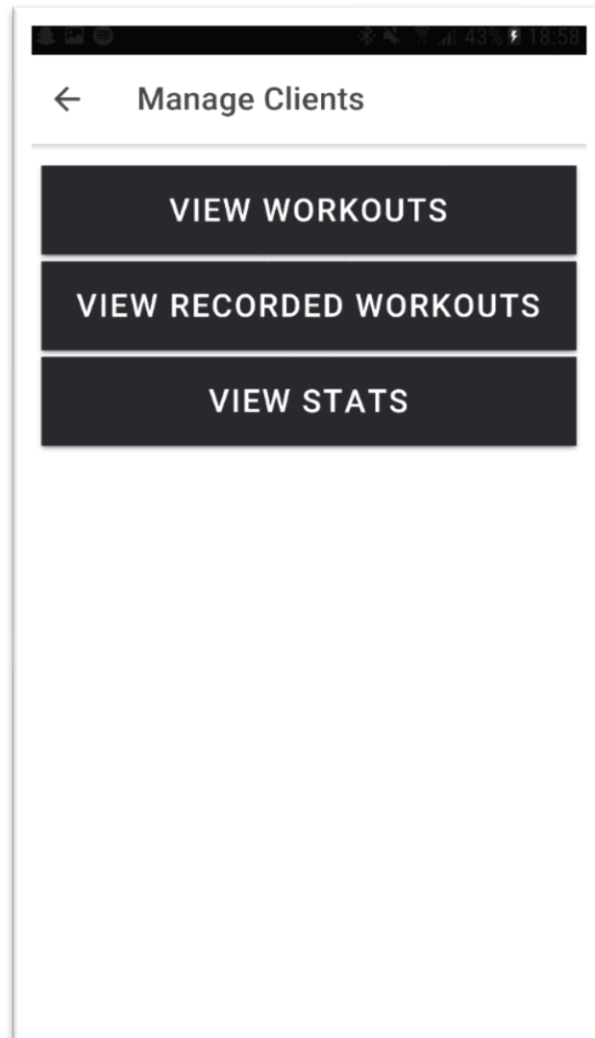 43% 18:58
Manage Clients
VIEW WORKOUTS
VIEW RECORDED WORKOUTS
VIEW STATS